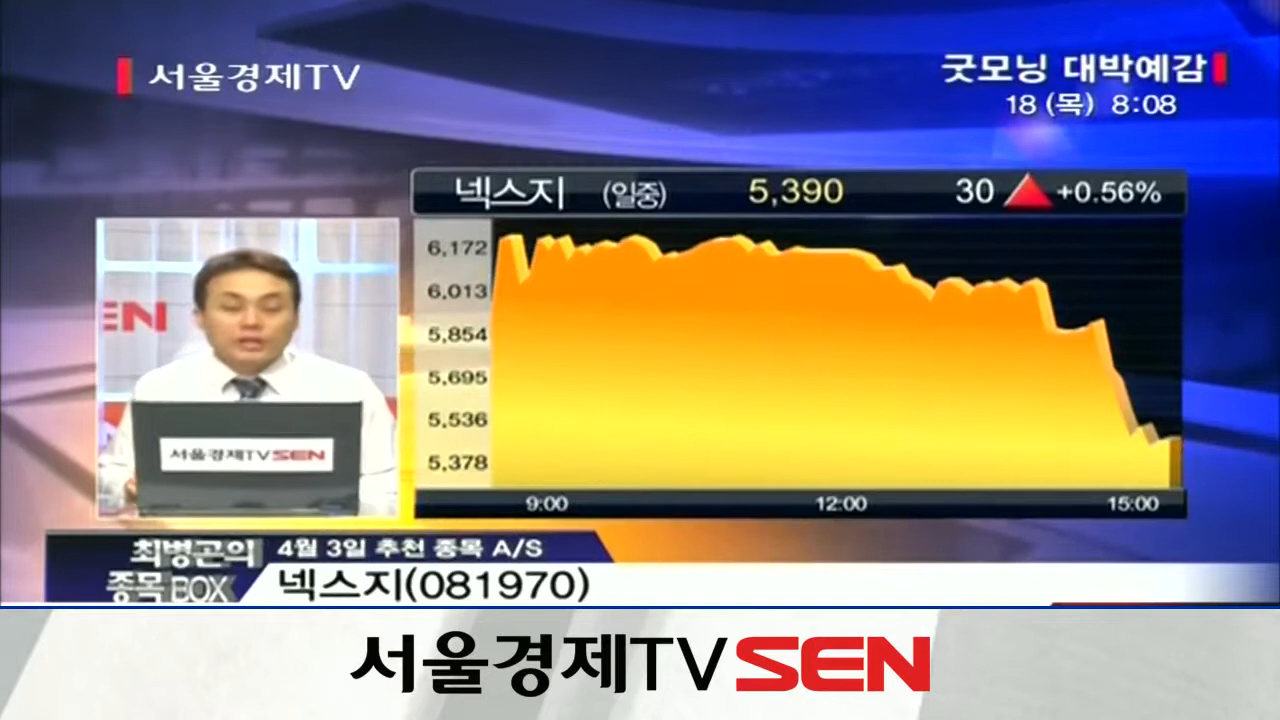 서울경제TV
굿모닝 대박예감
18 (목) 8:08
넥스지 (일중) 5,390 30 ▲ +0.56%
6,172
6,013
5,854
5,695
5,536
5,378
9:00 12:00 15:00
EN
서울경제TV SEN
최병곤의
종목 BOX
4월 3일 추천 종목 A/S
넥스지(081970)
서울경제TV SEN